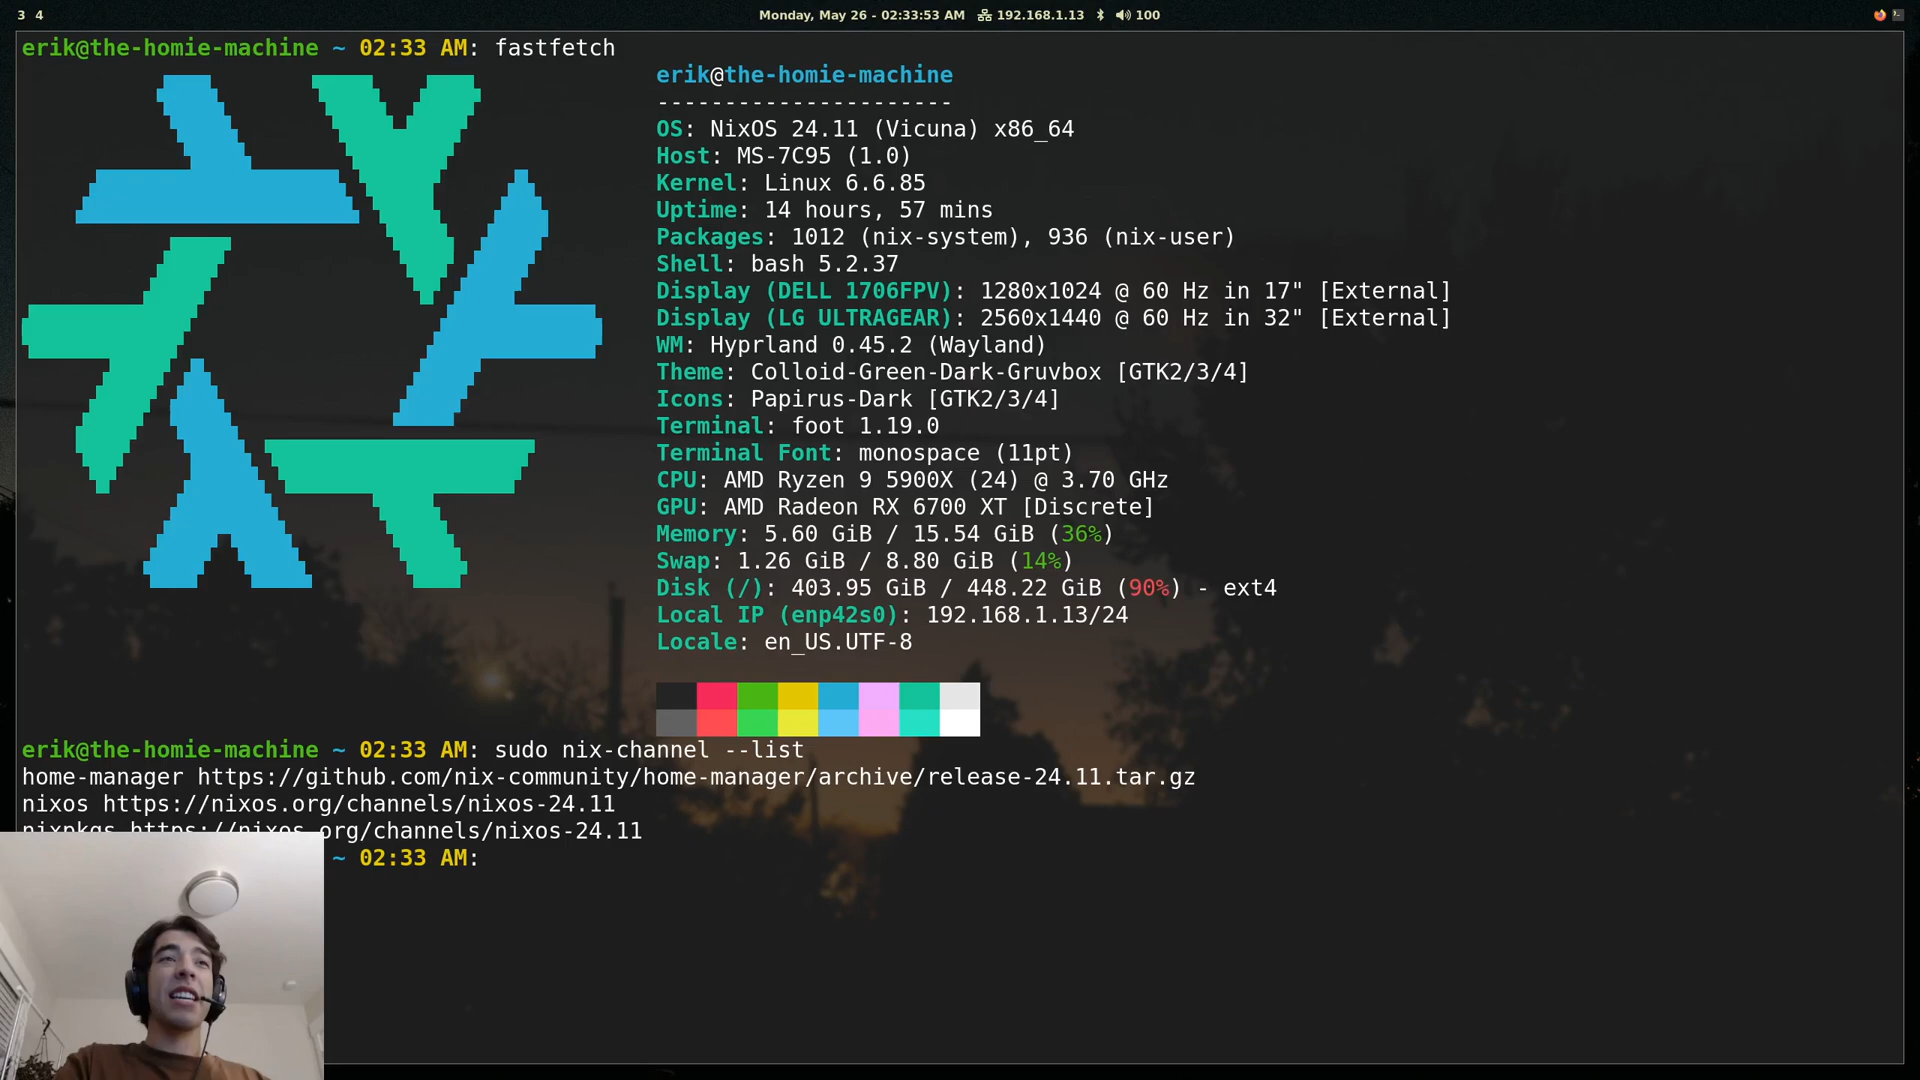 3 4
Monday, May 26 - 02:33:53 AM 192.168.1.13 100
erik@the-homie-machine ~ 02:33 AM: fastfetch
erik@the-homie-machine
----------------------
OS: NixOS 24.11 (Vicuna) x86_64
Host: MS-7C95 (1.0)
Kernel: Linux 6.6.85
Uptime: 14 hours, 57 mins
Packages: 1012 (nix-system), 936 (nix-user)
Shell: bash 5.2.37
Display (DELL 1706FPV): 1280x1024 @ 60 Hz in 17" [External]
Display (LG ULTRAGEAR): 2560x1440 @ 60 Hz in 32" [External]
WM: Hyprland 0.45.2 (Wayland)
Theme: Colloid-Green-Dark-Gruvbox [GTK2/3/4]
Icons: Papirus-Dark [GTK2/3/4]
Terminal: foot 1.19.0
Terminal Font: monospace (11pt)
CPU: AMD Ryzen 9 5900X (24) @ 3.70 GHz
GPU: AMD Radeon RX 6700 XT [Discrete]
Memory: 5.60 GiB / 15.54 GiB (36%)
Swap: 1.26 GiB / 8.80 GiB (14%)
Disk (/): 403.95 GiB / 448.22 GiB (90%) - ext4
Local IP (enp42s0): 192.168.1.13/24
Locale: en_US.UTF-8
erik@the-homie-machine ~ 02:33 AM: sudo nix-channel --list
home-manager https://github.com/nix-community/home-manager/archive/release-24.11.tar.gz
nixos https://nixos.org/channels/nixos-24.11
nixpkgs https://nixos.org/channels/nixos-24.11
~ 02:33 AM: